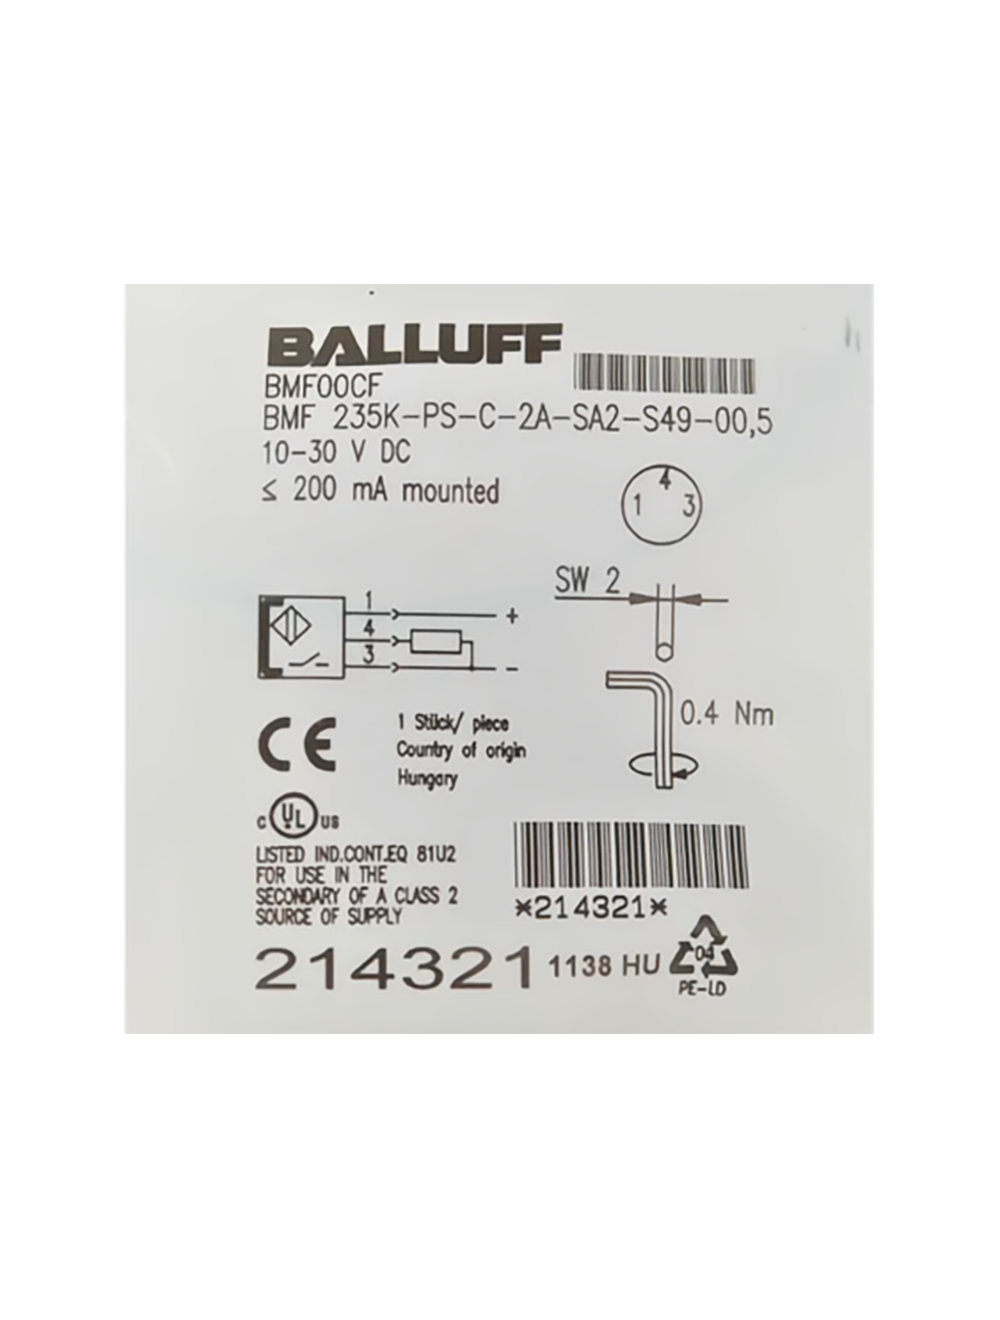 BALLUFF
BMF00CF
BMF 235K-PS-C-2A-SA2-S49-00,5
10-30 V DC
≤ 200 mA mounted
4
1 3
SW 2
1
+
4
3
-
0.4 Nm
CE
1 Stück/ piece
Country of origin
Hungary
c UL US
LISTED IND.CONT.EQ 81U2
FOR USE IN THE
SECONDARY OF A CLASS 2
SOURCE OF SUPPLY
*214321*
214321 1138 HU
04
PE-LD